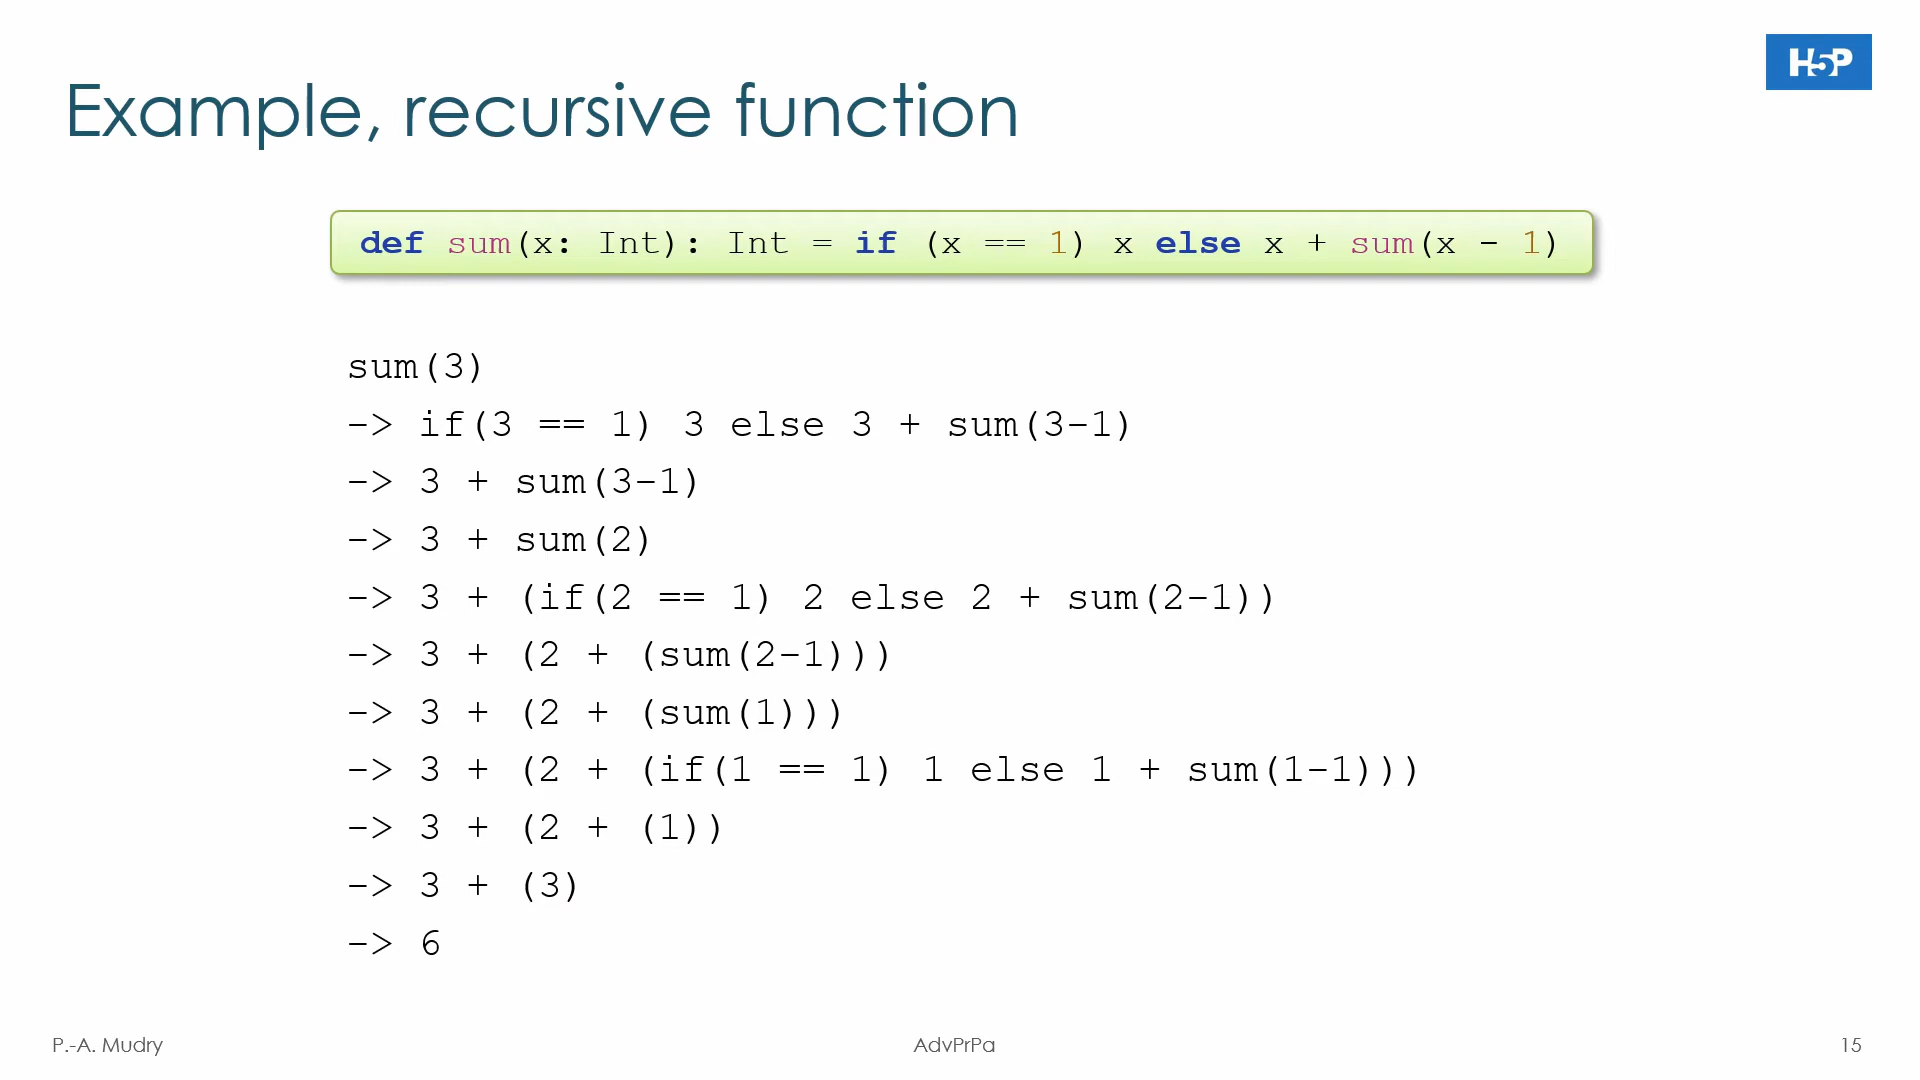 H5P
Example, recursive function
def sum(x: Int): Int = if (x == 1) x else x + sum(x - 1)
sum(3)
-> if(3 == 1) 3 else 3 + sum(3-1)
-> 3 + sum(3-1)
-> 3 + sum(2)
-> 3 + (if(2 == 1) 2 else 2 + sum(2-1))
-> 3 + (2 + (sum(2-1)))
-> 3 + (2 + (sum(1)))
-> 3 + (2 + (if(1 == 1) 1 else 1 + sum(1-1)))
-> 3 + (2 + (1))
-> 3 + (3)
-> 6
P.-A. Mudry
AdvPrPa
15